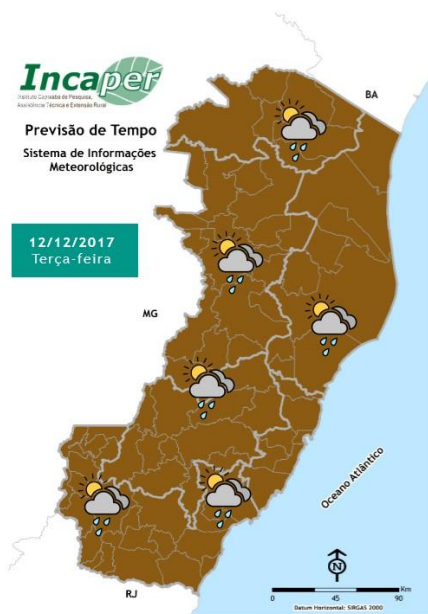 Incaper
Instituto Capixaba de Pesquisa,
Assistência Técnica e Extensão Rural
Previsão de Tempo
Sistema de Informações
Meteorológicas
12/12/2017
Terça-feira
BA
MG
RJ
Oceano Atlântico
N
Km
0 45 90
Datum Horizontal: SIRGAS 2000